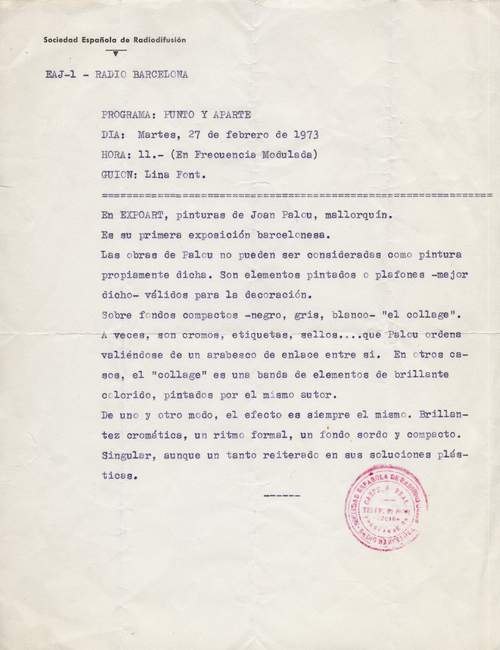 Sociedad Española de Radiodifusión
EAJ-1 - RADIO BARCELONA
PROGRAMA: PUNTO Y APARTE
DIA: Martes, 27 de febrero de 1973
HORA: 11.- (En Frecuencia Modulada)
GUION: Lina Font.
En EXPOART, pinturas de Joan Palou, mallorquín.
Es su primera exposición barcelonesa.
Las obras de Palou no pueden ser consideradas como pintura
propiamente dicha. Son elementos pintados o plafones -mejor
dicho- válidos para la decoración.
Sobre fondos compactos -negro, gris, blanco- "el collage".
A veces, son cromos, etiquetas, sellos....que Palou ordena
valiéndose de un arabesco de enlace entre sí. En otros ca-
sos, el "collage" es una banda de elementos de brillante
colorido, pintados por el mismo autor.
De uno y otro modo, el efecto es siempre el mismo. Brillan-
tez cromática, un ritmo formal, un fondo sordo y compacto.
Singular, aunque un tanto reiterado en sus soluciones plás-
ticas.
SOCIEDAD ESPAÑOLA DE RADIODIFUSION